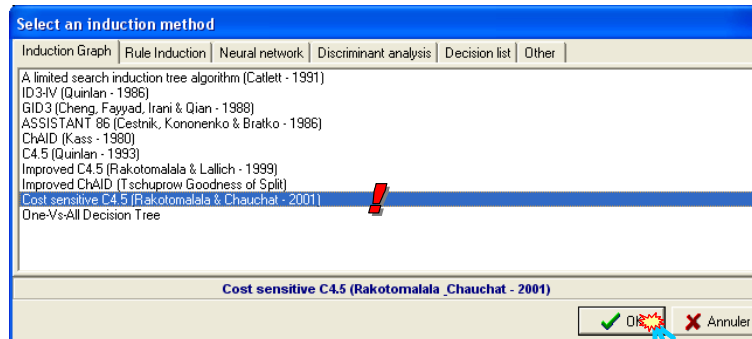 Select an induction method
Induction Graph Rule Induction Neural network Discriminant analysis Decision list Other
A limited search induction tree algorithm (Catlett - 1991)
ID3-IV (Quinlan - 1986)
GID3 (Cheng, Fayyad, Irani & Qian - 1988)
ASSISTANT 86 (Cestnik, Kononenko & Bratko - 1986)
ChAID (Kass - 1980)
C4.5 (Quinlan - 1993)
Improved C4.5 (Rakotomalala & Lallich - 1999)
Improved ChAID (Tschuprow Goodness of Split)
Cost sensitive C4.5 (Rakotomalala & Chauchat - 2001)
!
One-Vs-All Decision Tree
Cost sensitive C4.5 (Rakotomalala _Chauchat - 2001)
OK Annuler